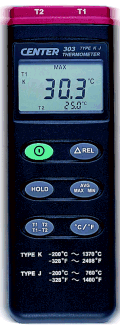 T2 T1
CENTER 303 TYPE K J
THERMOMETER
MAX
T1
K
30.3 °C
T2 25.0 °C
△REL
HOLD
AVG
MAX MIN
T1 T2
T1-T2
°C/°F
TYPE K -200°C ~ 1370°C
-328°F ~ 2498°F
TYPE J -200°C ~ 760°C
-328°F ~ 1400°F